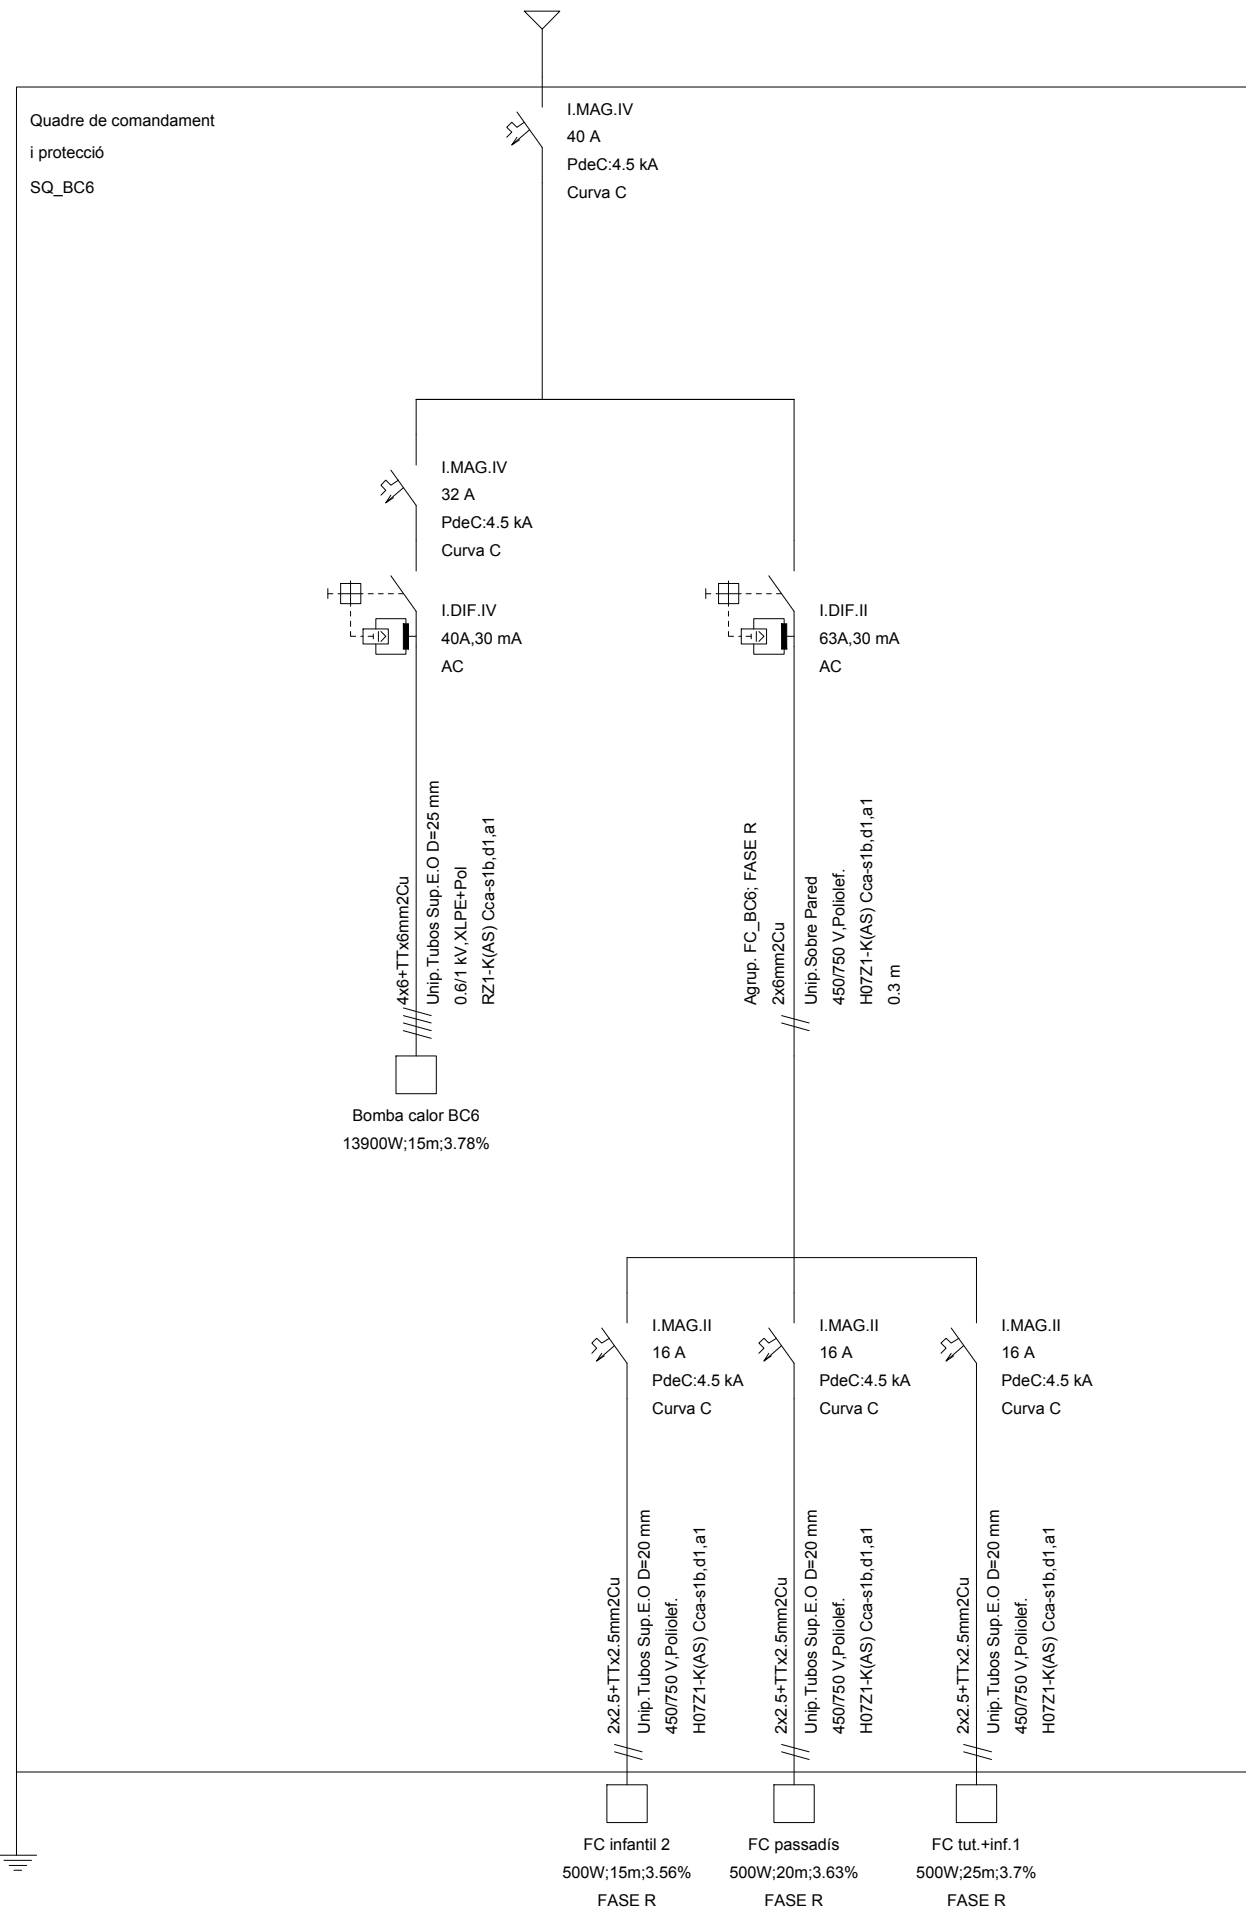 Quadre de comandament
i protecció
SQ_BC6
I.MAG.IV
40 A
PdeC:4.5 kA
Curva C
I.MAG.IV
32 A
PdeC:4.5 kA
Curva C
I.DIF.IV
40A,30 mA
AC
I.DIF.II
63A,30 mA
AC
4x6+TTx6mm2Cu
Unip.Tubos Sup.E.O D=25 mm
0.6/1 kV,XLPE+Pol
RZ1-K(AS) Cca-s1b,d1,a1
Agrup. FC_BC6; FASE R
2x6mm2Cu
Unip.Sobre Pared
450/750 V,Poliolef.
H07Z1-K(AS) Cca-s1b,d1,a1
0.3 m
Bomba calor BC6
13900W;15m;3.78%
I.MAG.II
16 A
PdeC:4.5 kA
Curva C
I.MAG.II
16 A
PdeC:4.5 kA
Curva C
I.MAG.II
16 A
PdeC:4.5 kA
Curva C
2x2.5+TTx2.5mm2Cu
Unip.Tubos Sup.E.O D=20 mm
450/750 V,Poliolef.
H07Z1-K(AS) Cca-s1b,d1,a1
2x2.5+TTx2.5mm2Cu
Unip.Tubos Sup.E.O D=20 mm
450/750 V,Poliolef.
H07Z1-K(AS) Cca-s1b,d1,a1
2x2.5+TTx2.5mm2Cu
Unip.Tubos Sup.E.O D=20 mm
450/750 V,Poliolef.
H07Z1-K(AS) Cca-s1b,d1,a1
FC infantil 2
500W;15m;3.56%
FASE R
FC passadís
500W;20m;3.63%
FASE R
FC tut.+inf.1
500W;25m;3.7%
FASE R